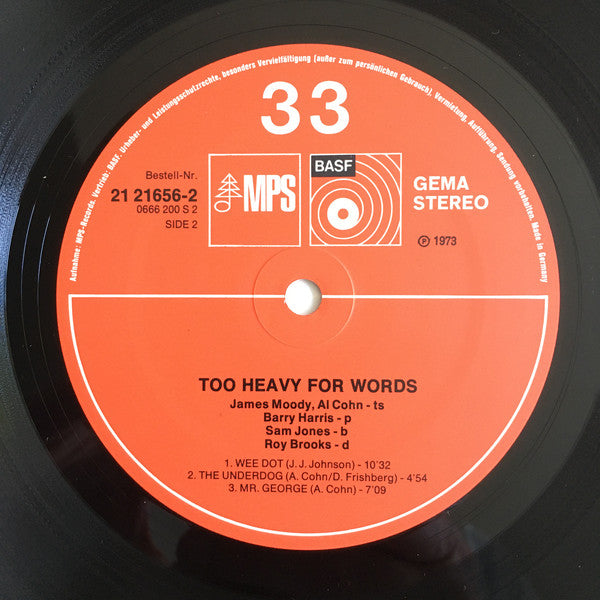 Aufnahme: MPS-Records. Vertrieb: BASF, Urheber- und Leistungsschutzrechte, besonders Vervielfältigung (außer zum persönlichen Gebrauch), Vermietung, Aufführung, Sendung vorbehalten. Made in Germany
33
Bestell-Nr.
21 21656-2
0666 200 S 2
SIDE 2
MPS
BASF
GEMA
STEREO
℗ 1973
TOO HEAVY FOR WORDS
James Moody, Al Cohn - ts
Barry Harris - p
Sam Jones - b
Roy Brooks - d
1. WEE DOT (J. J. Johnson) - 10'32
2. THE UNDERDOG (A. Cohn/D. Frishberg) - 4'54
3. MR. GEORGE (A. Cohn) - 7'09